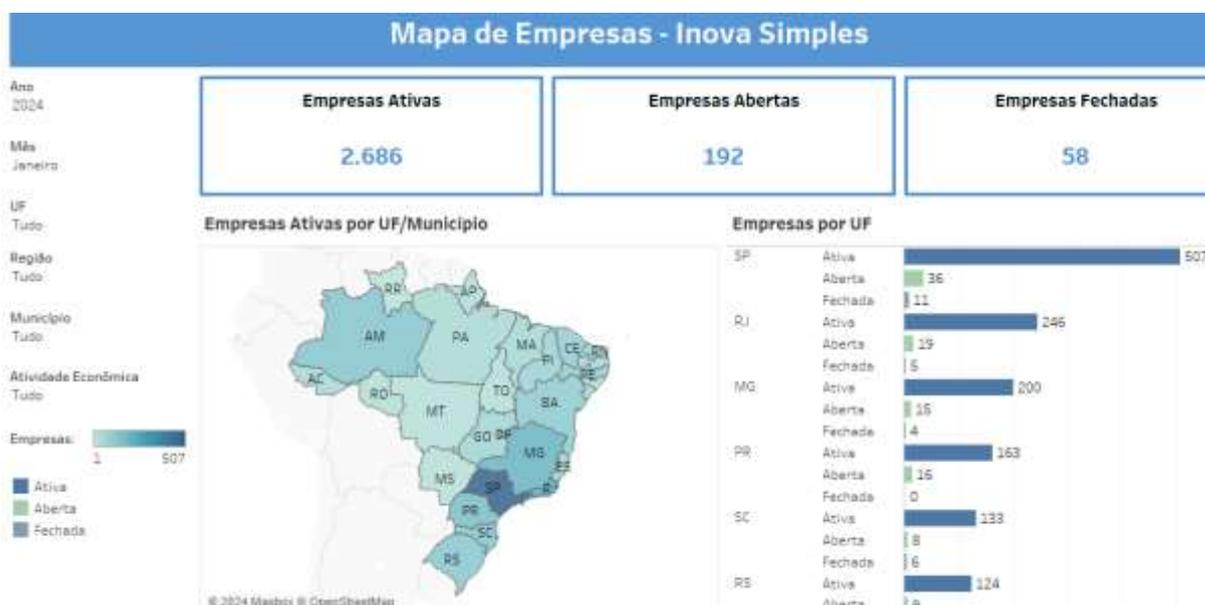 Mapa de Empresas - Inova Simples
Ano
2024
Mês
Janeiro
UF
Tudo
Região
Tudo
Município
Tudo
Atividade Econômica
Tudo
Empresas:
1 507
Ativa
Aberta
Fechada
Empresas Ativas
2.686
Empresas Abertas
192
Empresas Fechadas
58
Empresas Ativas por UF/Município
RR
AP
AM
PA
MA
CE
RN
PI
PE
AC
RO
TO
BA
MT
GO DF
MG
ES
MS
SP
RJ
PR
SC
RS
© 2024 Mapbox © OpenStreetMap
Empresas por UF
SP Ativa 507
Aberta 36
Fechada 11
RJ Ativa 246
Aberta 19
Fechada 5
MG Ativa 200
Aberta 15
Fechada 4
PR Ativa 163
Aberta 16
Fechada 0
SC Ativa 133
Aberta 8
Fechada 6
RS Ativa 124
Aberta 9